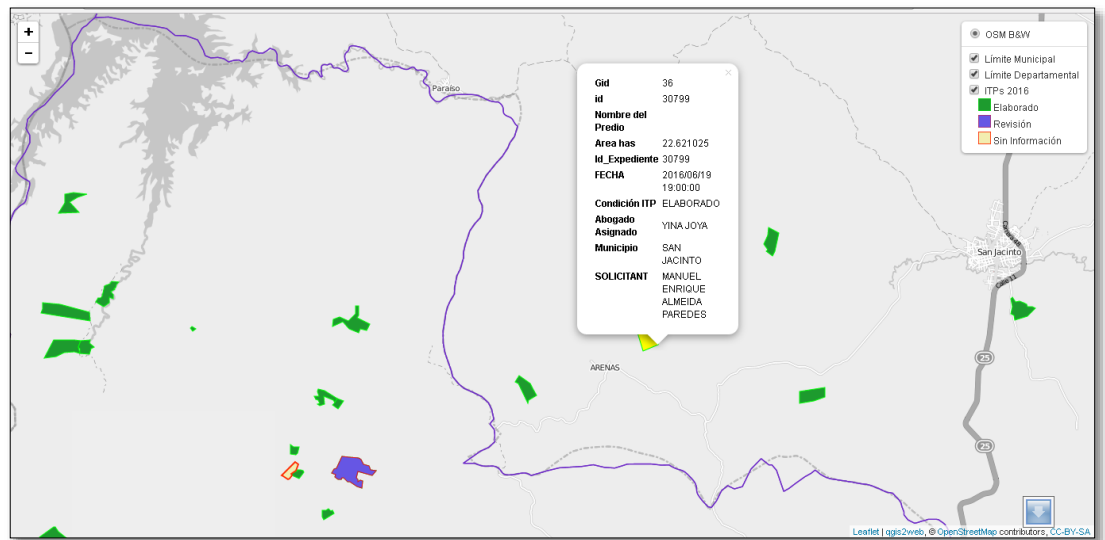 +
-
Paraíso
×
Gid 36
id 30799
Nombre del
Predio
Area has 22.621025
Id_Expediente 30799
FECHA 2016/06/19
19:00:00
Condición ITP ELABORADO
Abogado
Asignado YINA JOYA
Municipio SAN
JACINTO
SOLICITANT MANUEL
ENRIQUE
ALMEIDA
PAREDES
OSM B&W
Límite Municipal
Límite Departamental
ITPs 2016
Elaborado
Revisión
Sin Información
San Jacinto
25
ARENAS
25
Leaflet | qgis2web, © OpenStreetMap contributors, CC-BY-SA